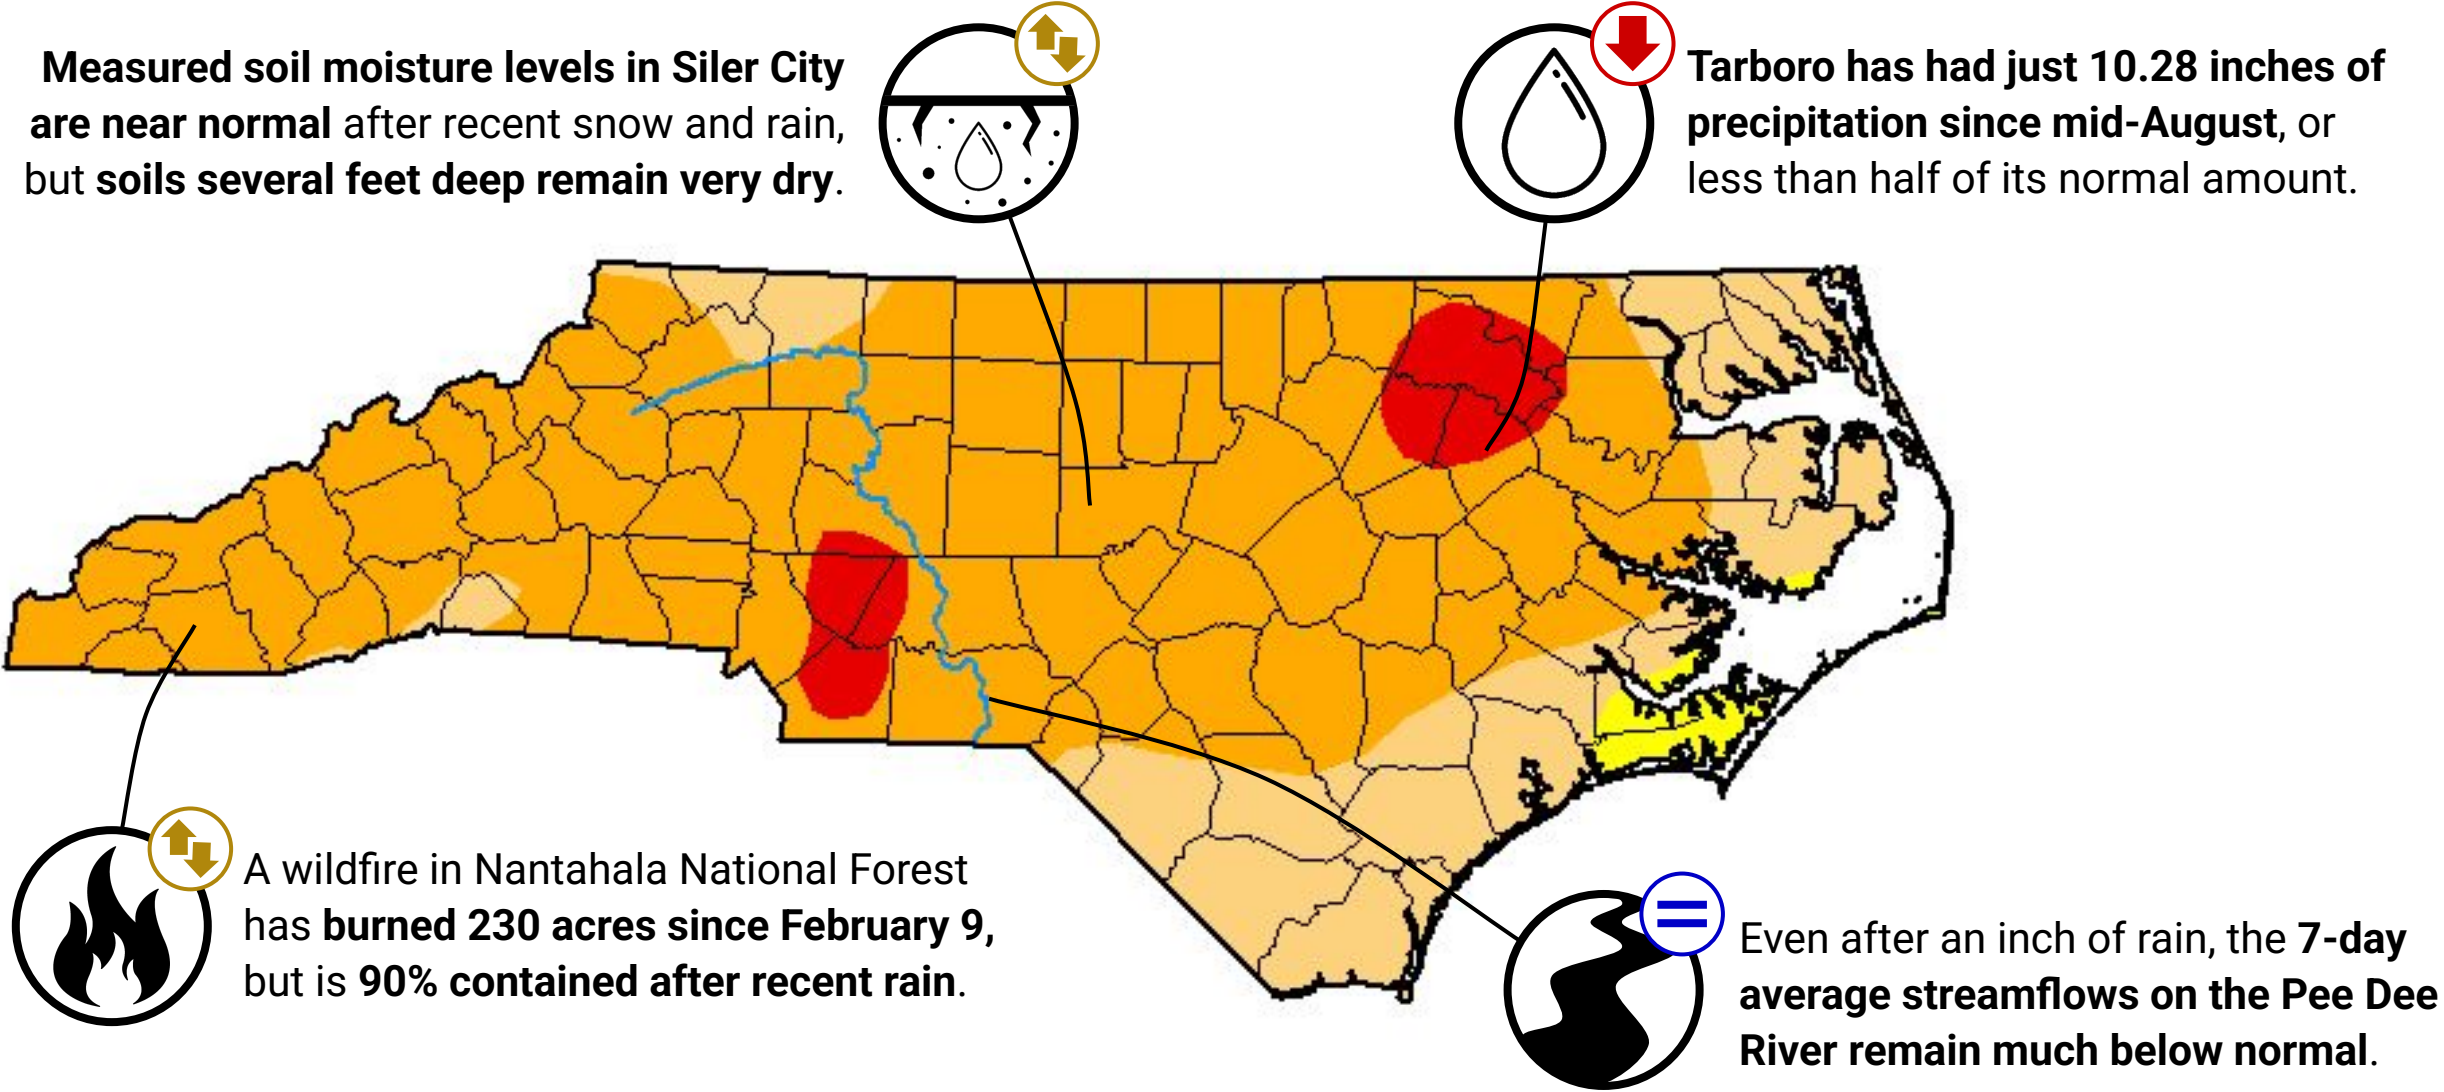 Measured soil moisture levels in Siler City
are near normal after recent snow and rain,
but soils several feet deep remain very dry.
Tarboro has had just 10.28 inches of
precipitation since mid-August, or
less than half of its normal amount.
A wildfire in Nantahala National Forest
has burned 230 acres since February 9,
but is 90% contained after recent rain.
Even after an inch of rain, the 7-day
average streamflows on the Pee Dee
River remain much below normal.